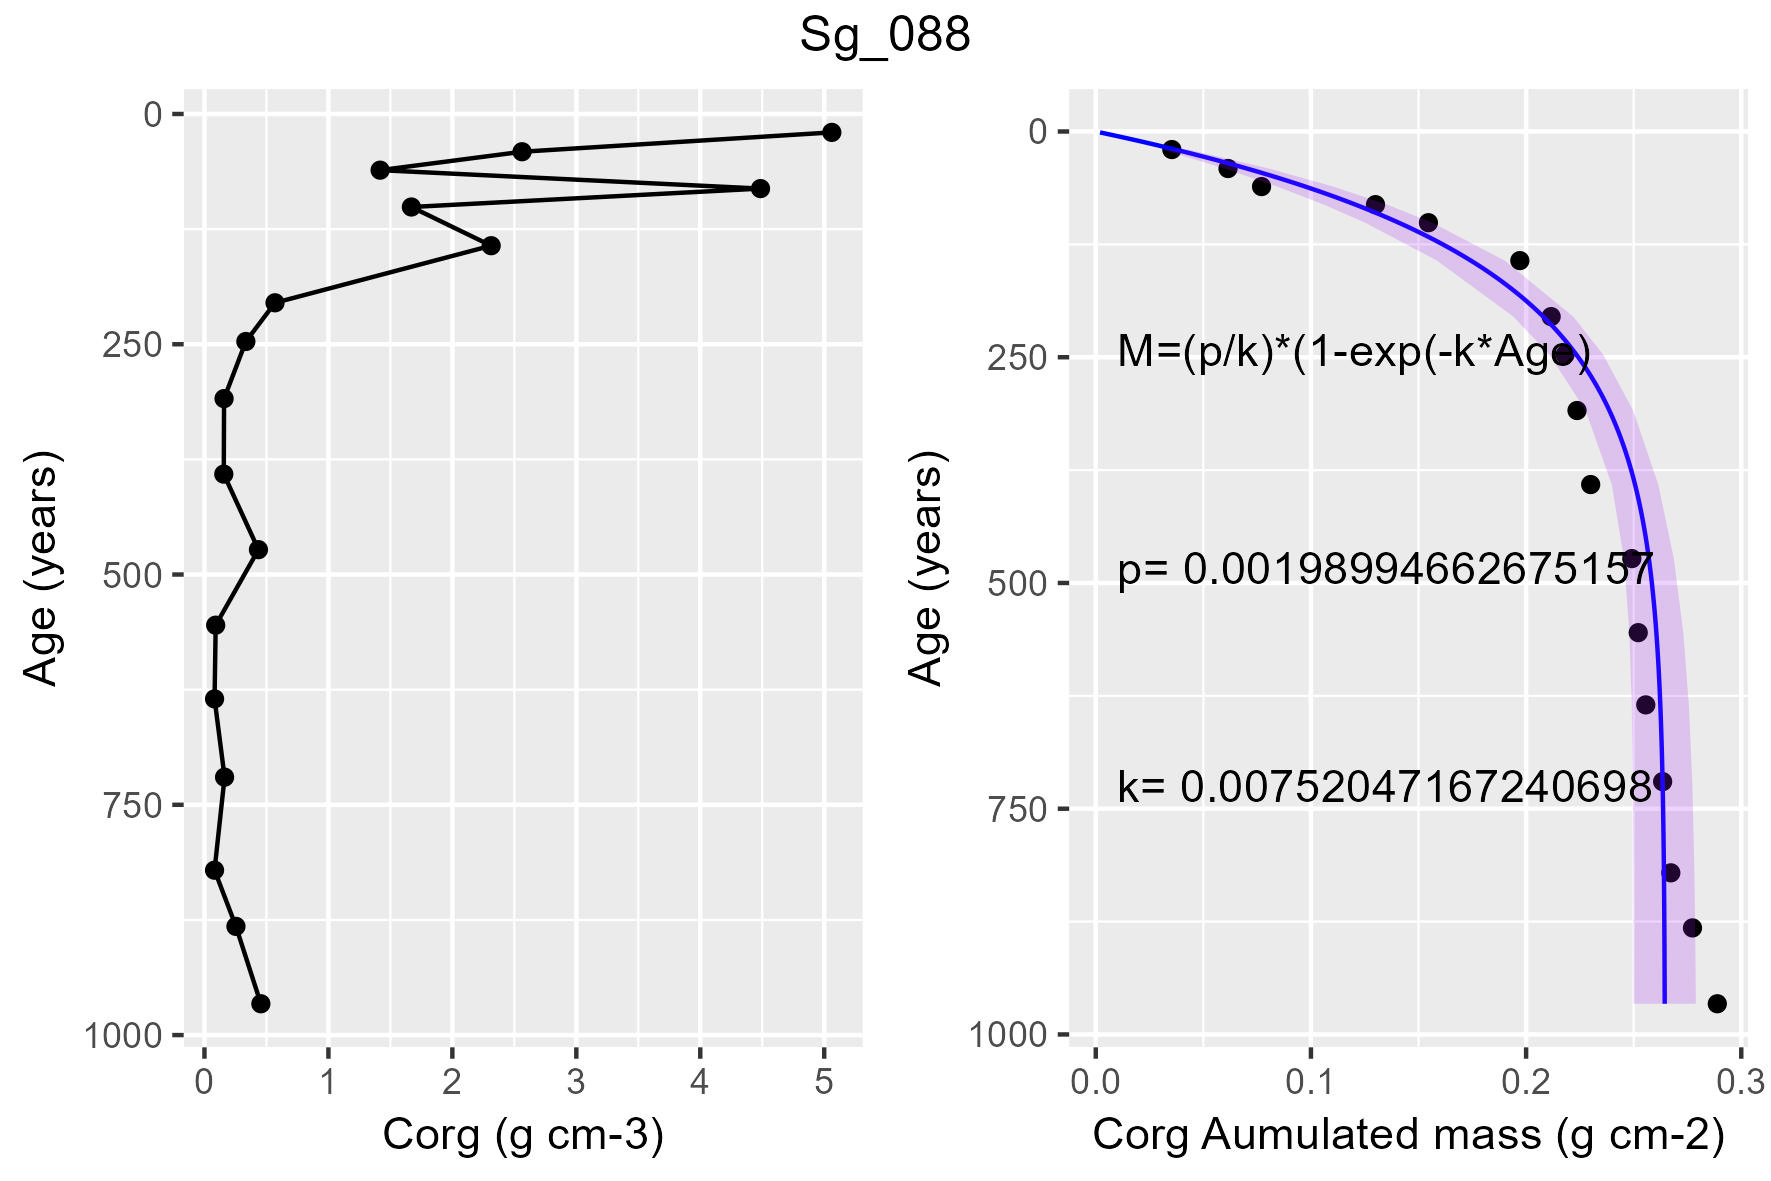 Sg_088
Age (years)
0
250
500
750
1000
0
1
2
3
4
5
Corg (g cm-3)
Age (years)
0
250
500
750
1000
M=(p/k)*(1-exp(-k*Age))
p= 0.00198994662675157
k= 0.00752047167240698
0.0
0.1
0.2
0.3
Corg Aumulated mass (g cm-2)